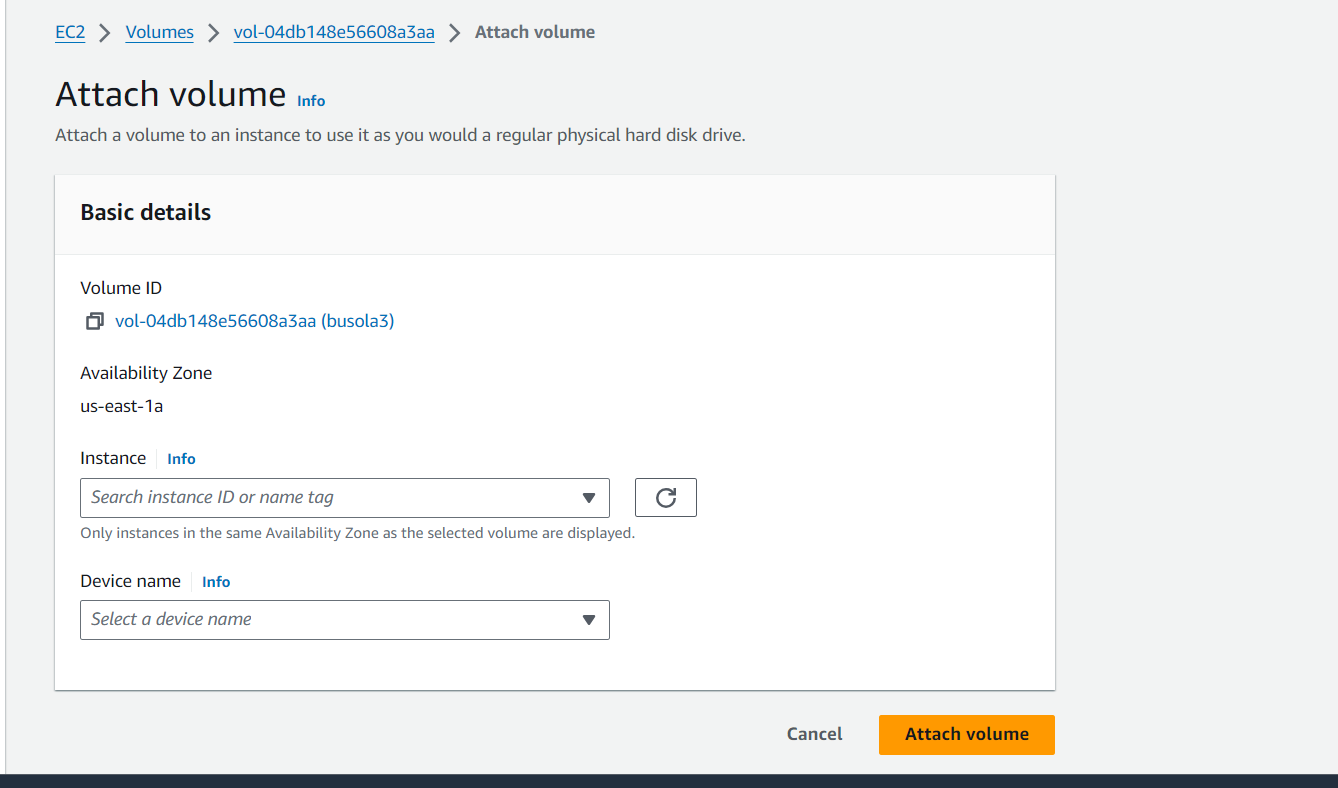 EC2 > Volumes > vol-04db148e56608a3aa > Attach volume
Attach volume Info
Attach a volume to an instance to use it as you would a regular physical hard disk drive.
Basic details
Volume ID
vol-04db148e56608a3aa (busola3)
Availability Zone
us-east-1a
Instance Info
Search instance ID or name tag
Only instances in the same Availability Zone as the selected volume are displayed.
Device name Info
Select a device name
Cancel Attach volume